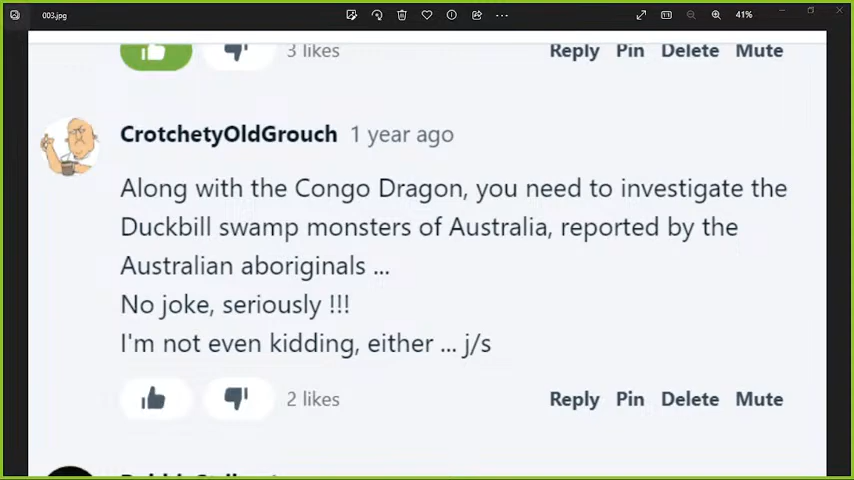 003.jpg
41%
3 likes Reply Pin Delete Mute
CrotchetyOldGrouch 1 year ago
Along with the Congo Dragon, you need to investigate the
Duckbill swamp monsters of Australia, reported by the
Australian aboriginals ...
No joke, seriously !!!
I'm not even kidding, either ... j/s
2 likes Reply Pin Delete Mute